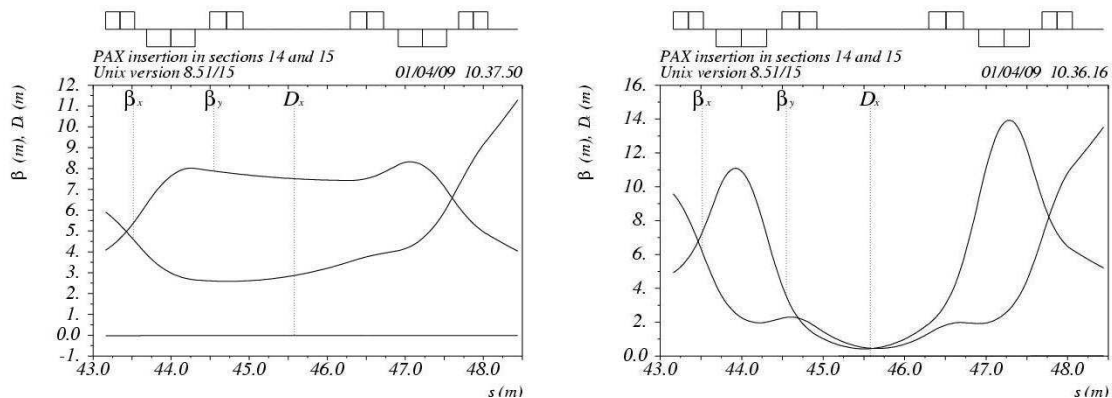 PAX insertion in sections 14 and 15
Unix version 8.51/15 01/04/09 10.37.50
β (m), D (m)
12.
11.
10.
9.
8.
7.
6.
5.
4.
3.
2.
1.
0.0
-1.
βx βy Dx
43.0 44.0 45.0 46.0 47.0 48.0
s (m)
PAX insertion in sections 14 and 15
Unix version 8.51/15 01/04/09 10.36.16
β (m), D (m)
16.
14.
12.
10.
8.
6.
4.
2.
0.0
βx βy Dx
43.0 44.0 45.0 46.0 47.0 48.0
s (m)